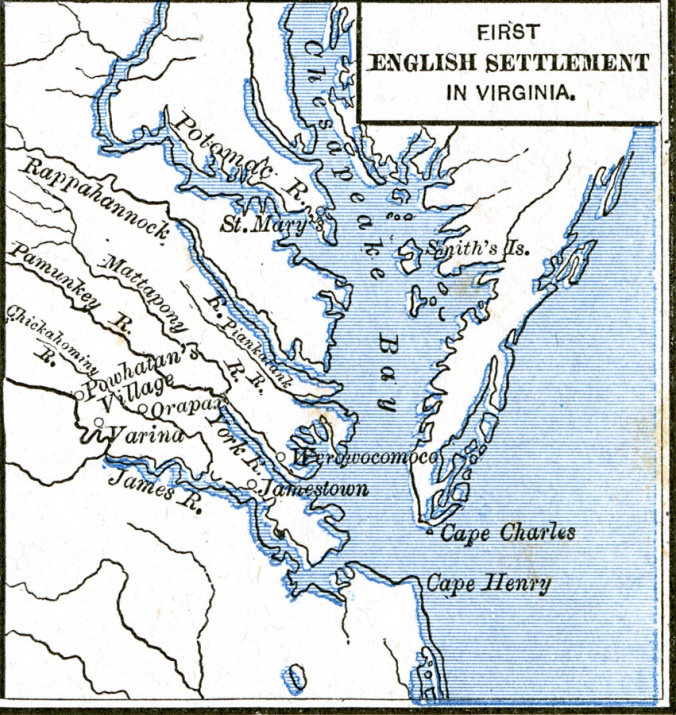 FIRST
ENGLISH SETTLEMENT
IN VIRGINIA.
Chesapeake Bay
Potomac R.
Rappahannock R.
St. Mary's
Smith's Is.
Pamunkey R.
Mattapony R.
Piankatank R.
Chickahominy R.
Powhatan's
Village
Orapax
Varina
York R.
Werowocomoco
Jamestown
James R.
Cape Charles
Cape Henry